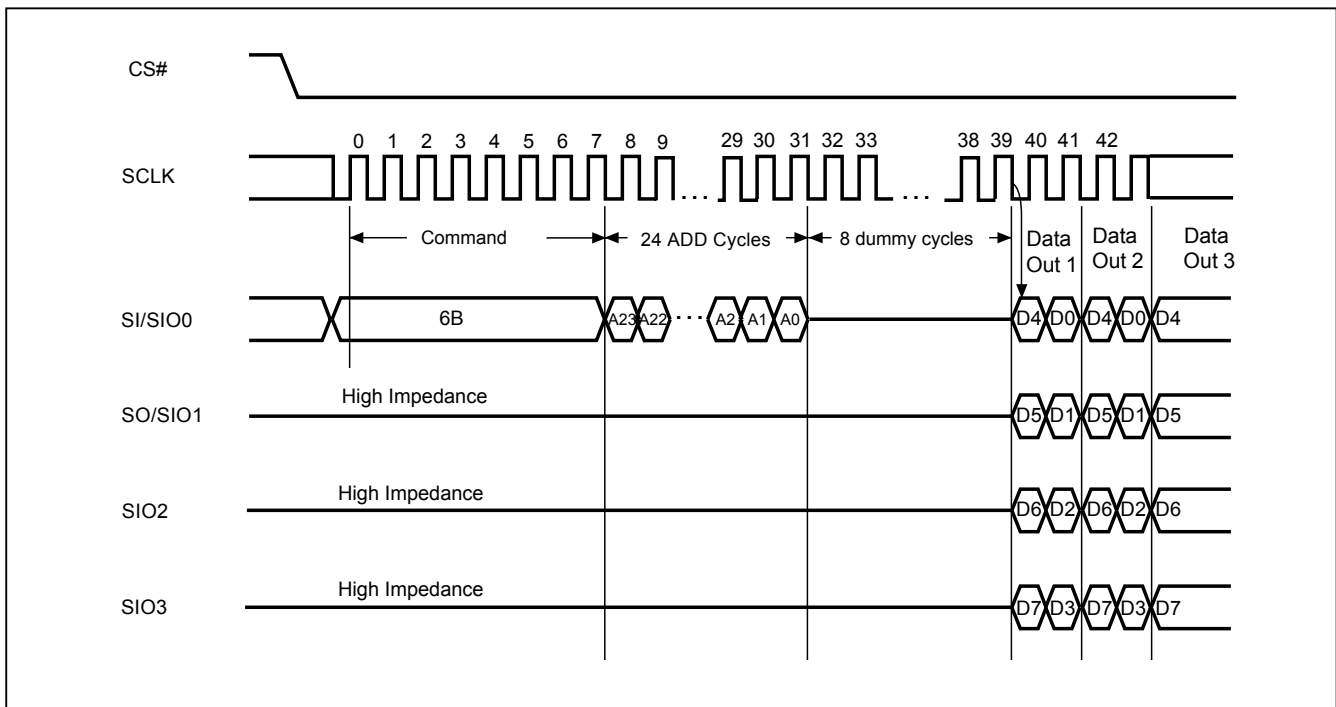 CS#
0 1 2 3 4 5 6 7 8 9 29 30 31 32 33 38 39 40 41 42
SCLK
Command 24 ADD Cycles 8 dummy cycles Data Out 1 Data Out 2 Data Out 3
SI/SIO0 6B A23 A22 A2 A1 A0 D4 D0 D4 D0 D4
High Impedance
SO/SIO1 D5 D1 D5 D1 D5
High Impedance
SIO2 D6 D2 D6 D2 D6
High Impedance
SIO3 D7 D3 D7 D3 D7